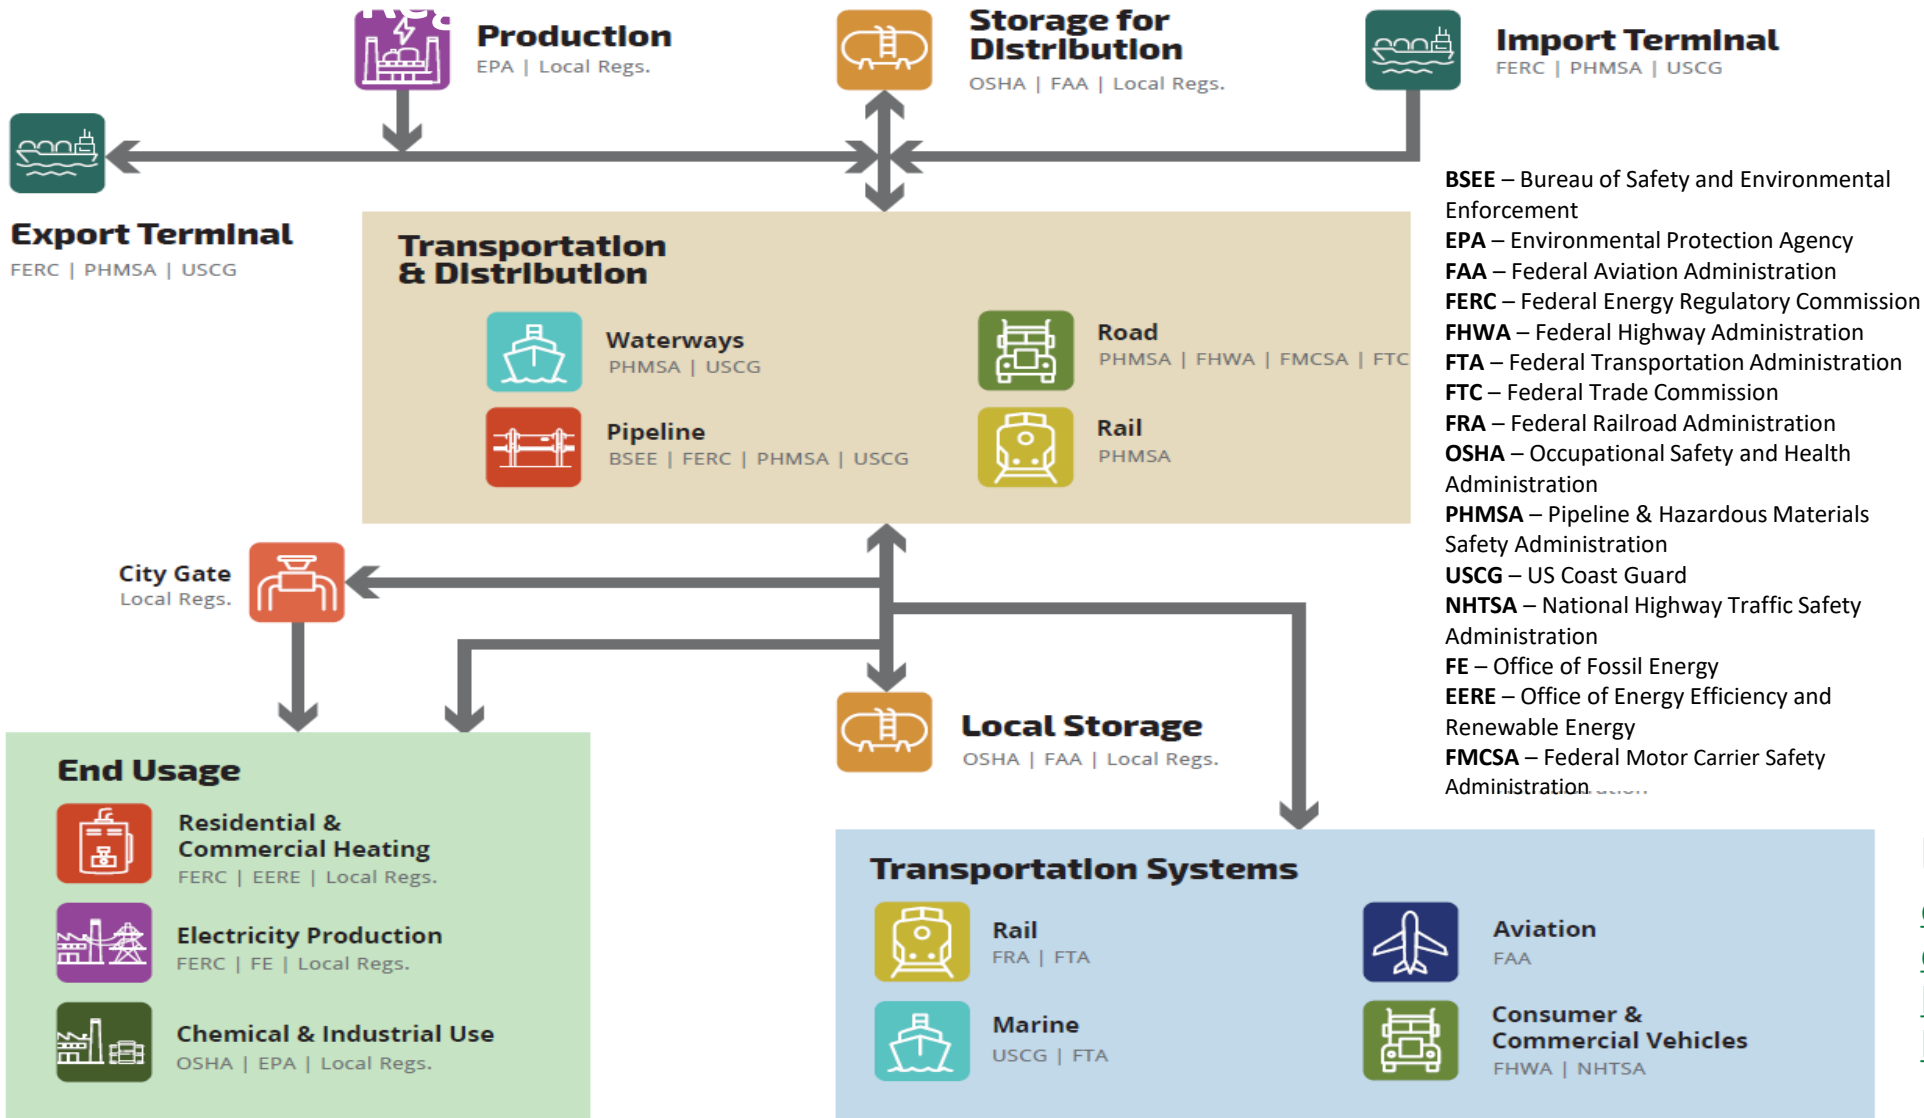 Production
EPA | Local Regs.
Storage for
Distribution
OSHA | FAA | Local Regs.
Import Terminal
FERC | PHMSA | USCG
Export Terminal
FERC | PHMSA | USCG
Transportation
& Distribution
Waterways
PHMSA | USCG
Road
PHMSA | FHWA | FMCSA | FTC
Pipeline
BSEE | FERC | PHMSA | USCG
Rail
PHMSA
BSEE – Bureau of Safety and Environmental
Enforcement
EPA – Environmental Protection Agency
FAA – Federal Aviation Administration
FERC – Federal Energy Regulatory Commission
FHWA – Federal Highway Administration
FTA – Federal Transportation Administration
FTC – Federal Trade Commission
FRA – Federal Railroad Administration
OSHA – Occupational Safety and Health
Administration
PHMSA – Pipeline & Hazardous Materials
Safety Administration
USCG – US Coast Guard
NHTSA – National Highway Traffic Safety
Administration
FE – Office of Fossil Energy
EERE – Office of Energy Efficiency and
Renewable Energy
FMCSA – Federal Motor Carrier Safety
Administration
City Gate
Local Regs.
Local Storage
OSHA | FAA | Local Regs.
End Usage
Residential &
Commercial Heating
FERC | EERE | Local Regs.
Electricity Production
FERC | FE | Local Regs.
Chemical & Industrial Use
OSHA | EPA | Local Regs.
Transportation Systems
Rail
FRA | FTA
Aviation
FAA
Marine
USCG | FTA
Consumer &
Commercial Vehicles
FHWA | NHTSA